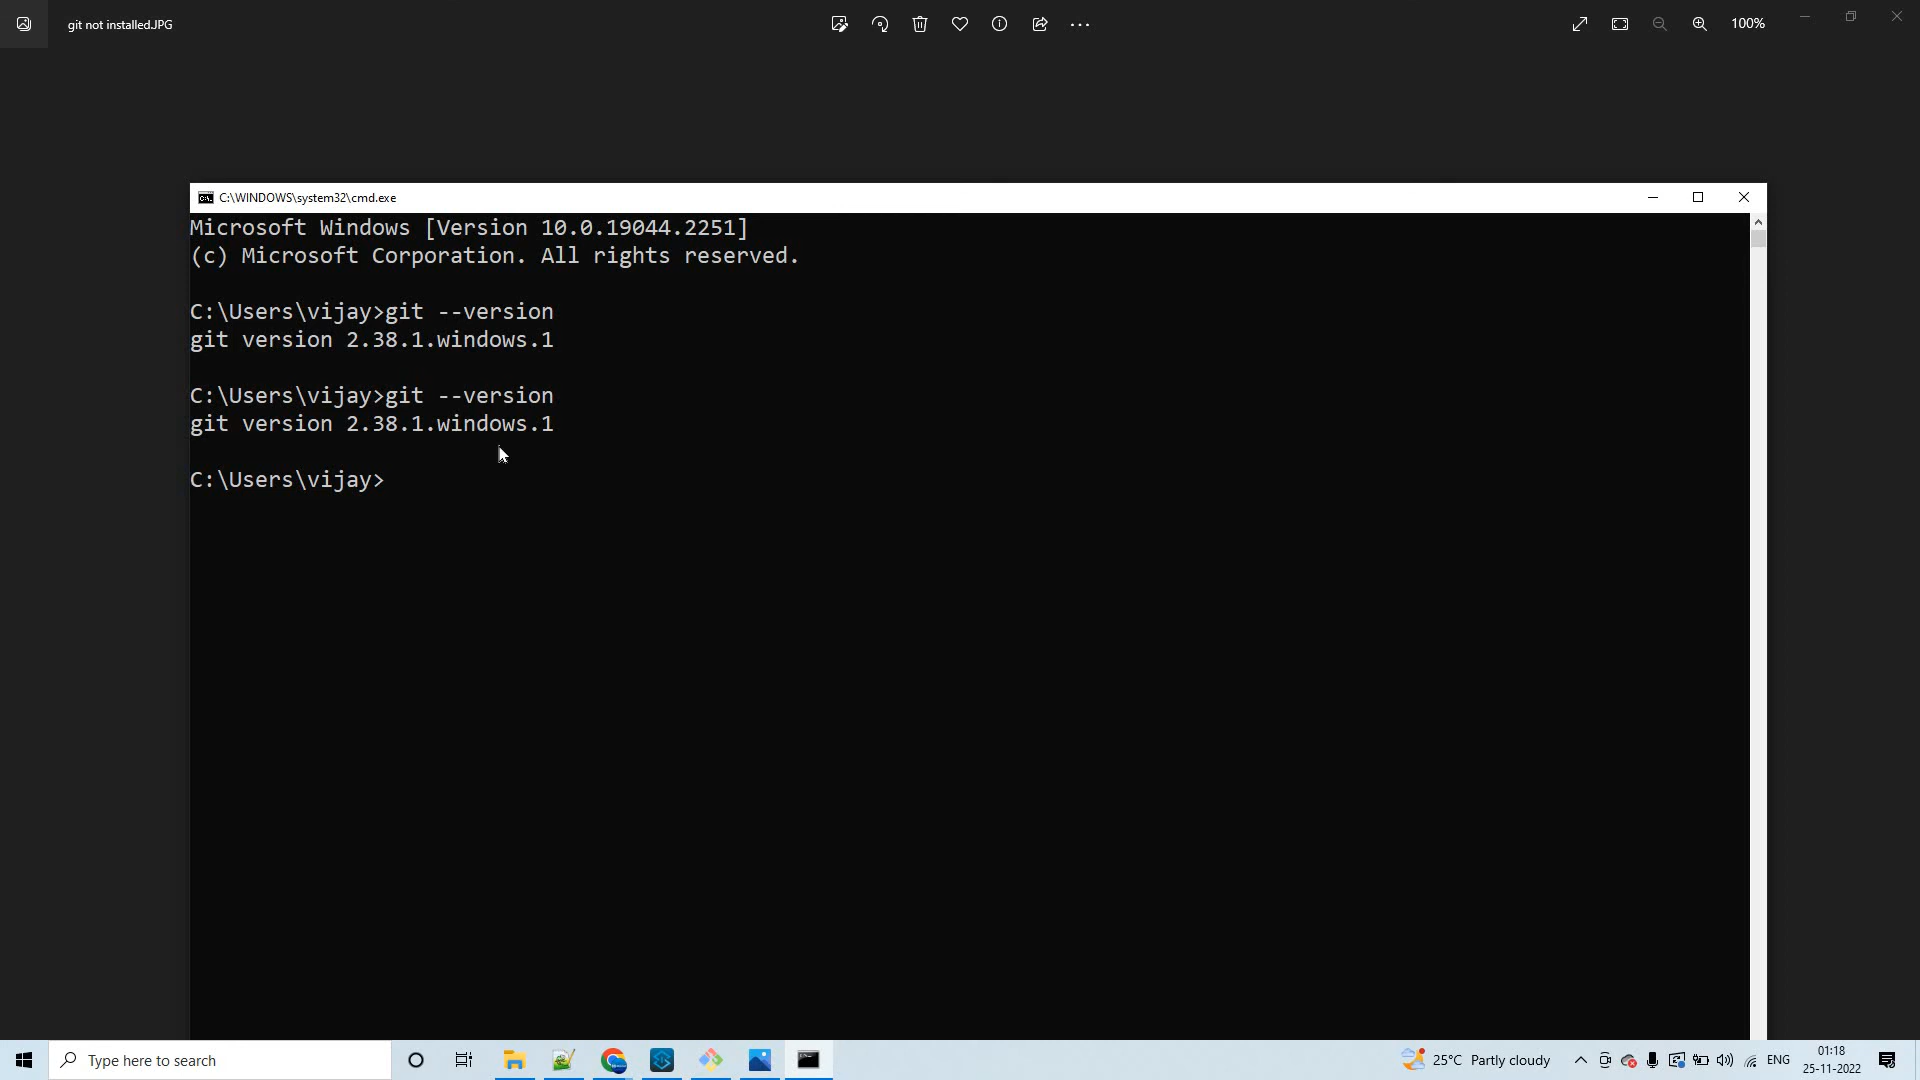 git not installed.JPG
100%
C:\WINDOWS\system32\cmd.exe
Microsoft Windows [Version 10.0.19044.2251]
(c) Microsoft Corporation. All rights reserved.
C:\Users\vijay>git --version
git version 2.38.1.windows.1
C:\Users\vijay>git --version
git version 2.38.1.windows.1
C:\Users\vijay>
Type here to search
25°C Partly cloudy
ENG
01:18
25-11-2022